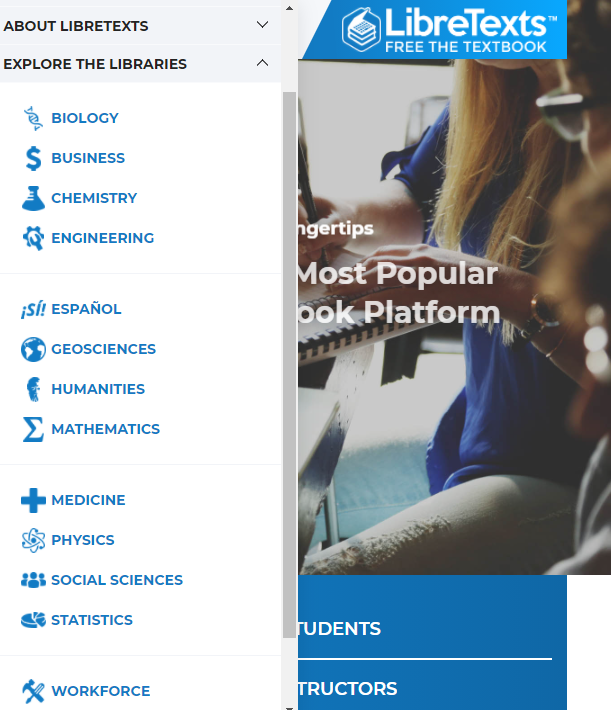 ABOUT LIBRETEXTS
EXPLORE THE LIBRARIES
BIOLOGY
BUSINESS
CHEMISTRY
ENGINEERING
¡SÍ! ESPAÑOL
GEOSCIENCES
HUMANITIES
MATHEMATICS
MEDICINE
PHYSICS
SOCIAL SCIENCES
STATISTICS
WORKFORCE
LibreTexts™
FREE THE TEXTBOOK
ngertips
Most Popular
ook Platform
TUDENTS
TRUCTORS